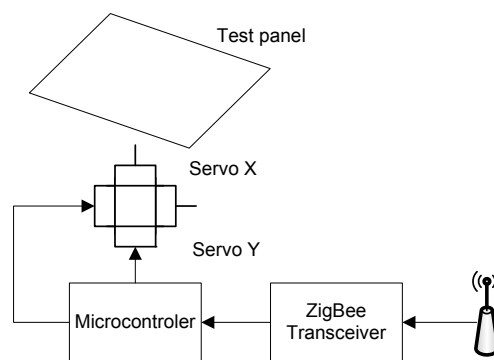 Test panel
Servo X
Servo Y
Microcontroler
ZigBee
Transceiver